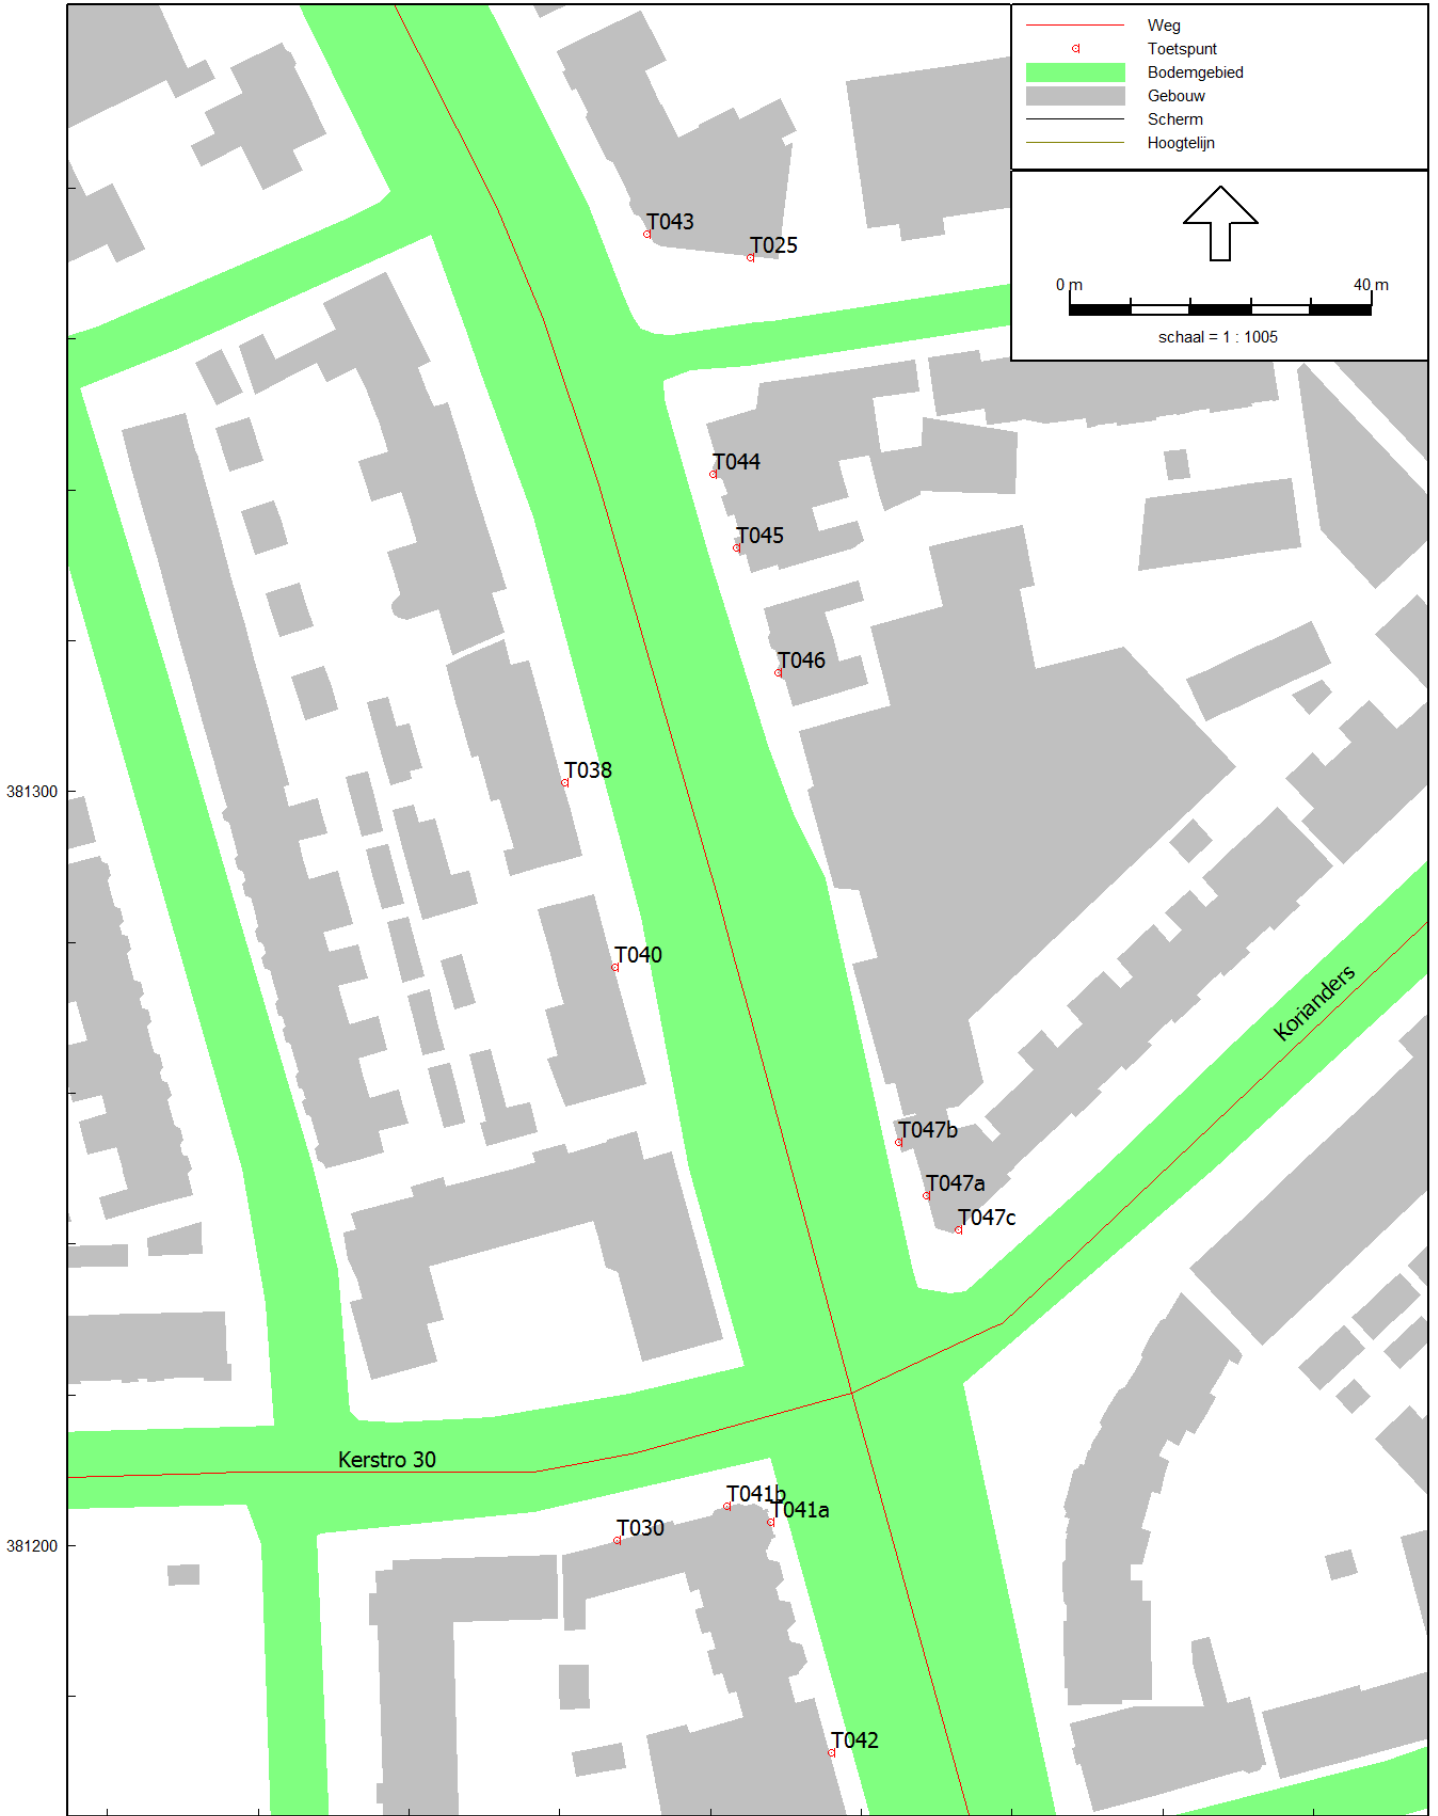 Weg
Toetspunt
Bodemgebied
Gebouw
Scherm
Hoogtelijn
0 m 40 m
schaal = 1 : 1005
T043
T025
T044
T045
T046
T038
381300
T040
Korianders
T047b
T047a
T047c
Kerstro 30
T041b
T041a
T030
381200
T042